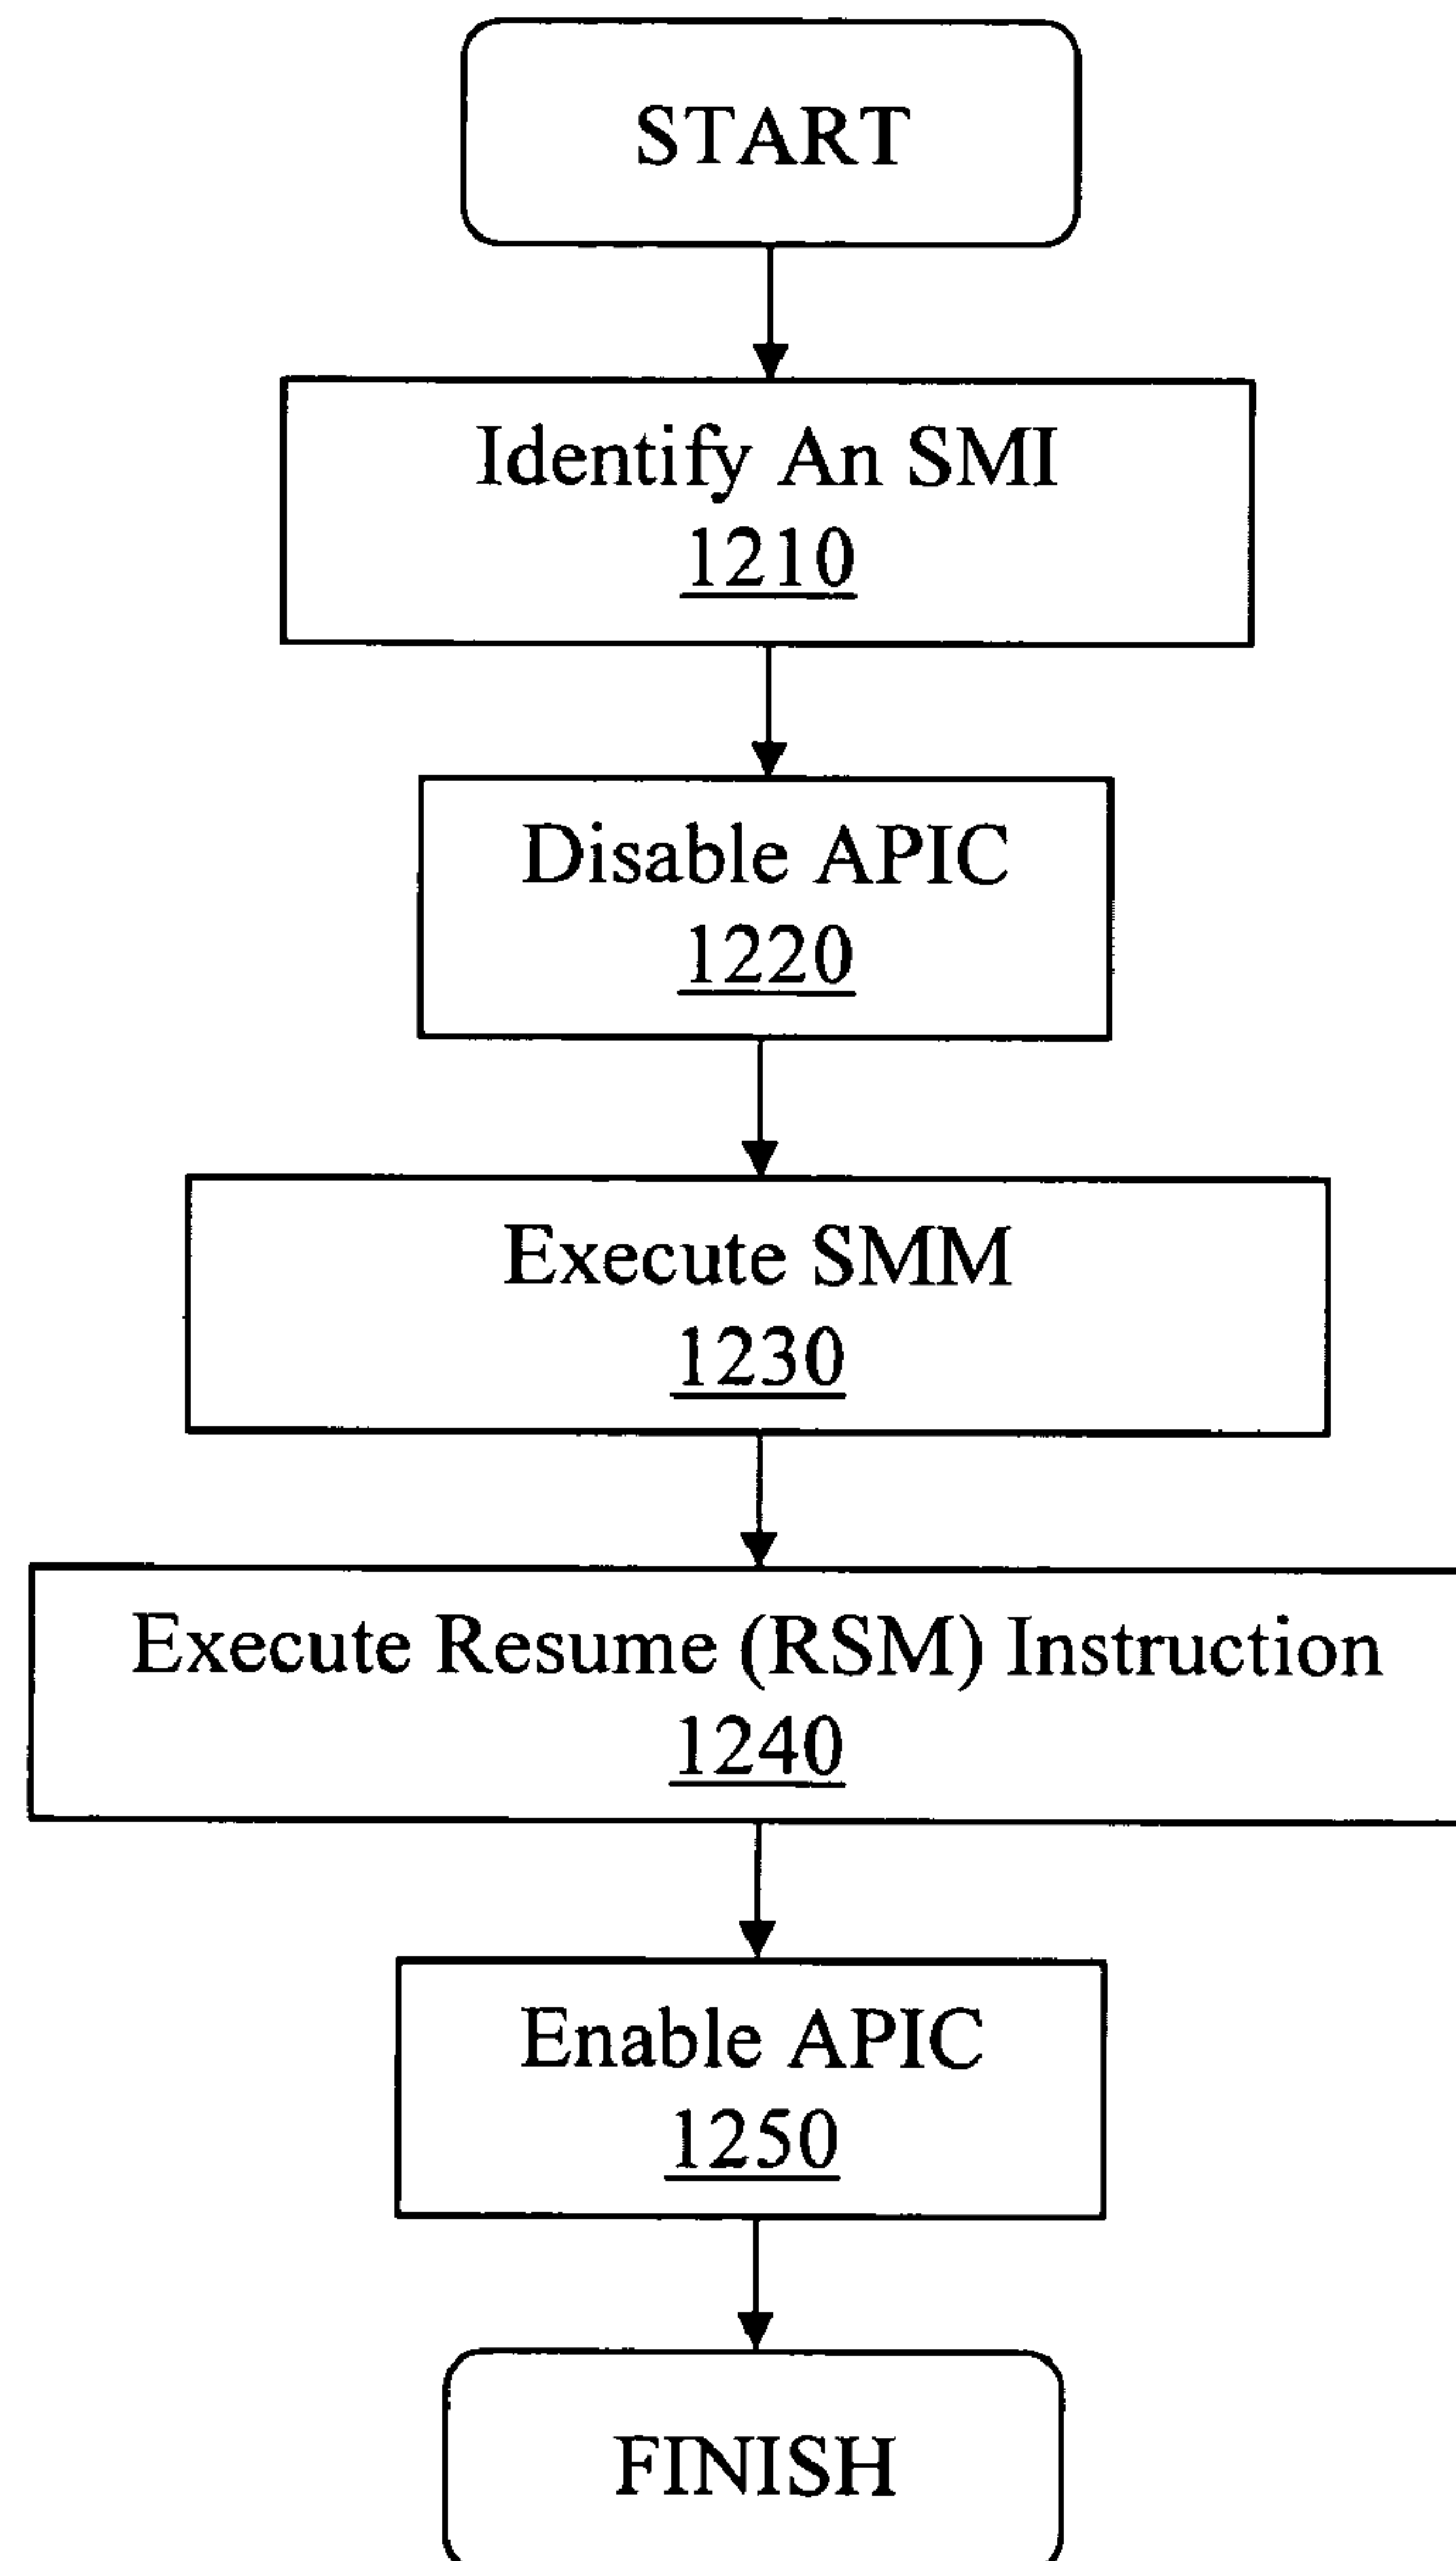 START
Identify An SMI
1210
Disable APIC
1220
Execute SMM
1230
Execute Resume (RSM) Instruction
1240
Enable APIC
1250
FINISH